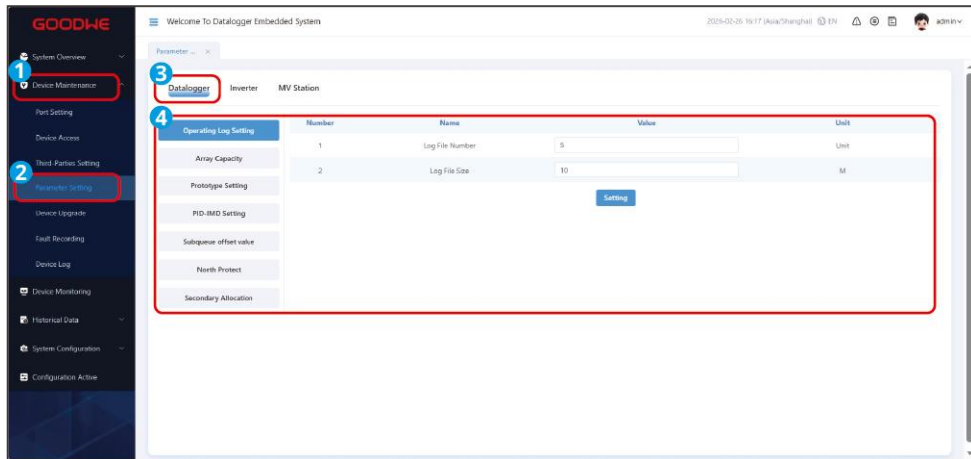 GOODWE
Welcome To Datalogger Embedded System
2026-02-26 16:17 (Asia/Shanghai) EN
admin
System Overview
Parameter ... ×
1
Device Maintenance
3
Datalogger Inverter MV Station
Port Setting
Device Access
Third-Parties Setting
2
Parameter Setting
Device Upgrade
Fault Recording
Device Log
Device Monitoring
Historical Data
System Configuration
Configuration Active
4
Operating Log Setting
Array Capacity
Prototype Setting
PID-IMD Setting
Subqueue offset value
North Protect
Secondary Allocation
Number Name Value Unit
1 Log File Number 5 Unit
2 Log File Size 10 M
Setting